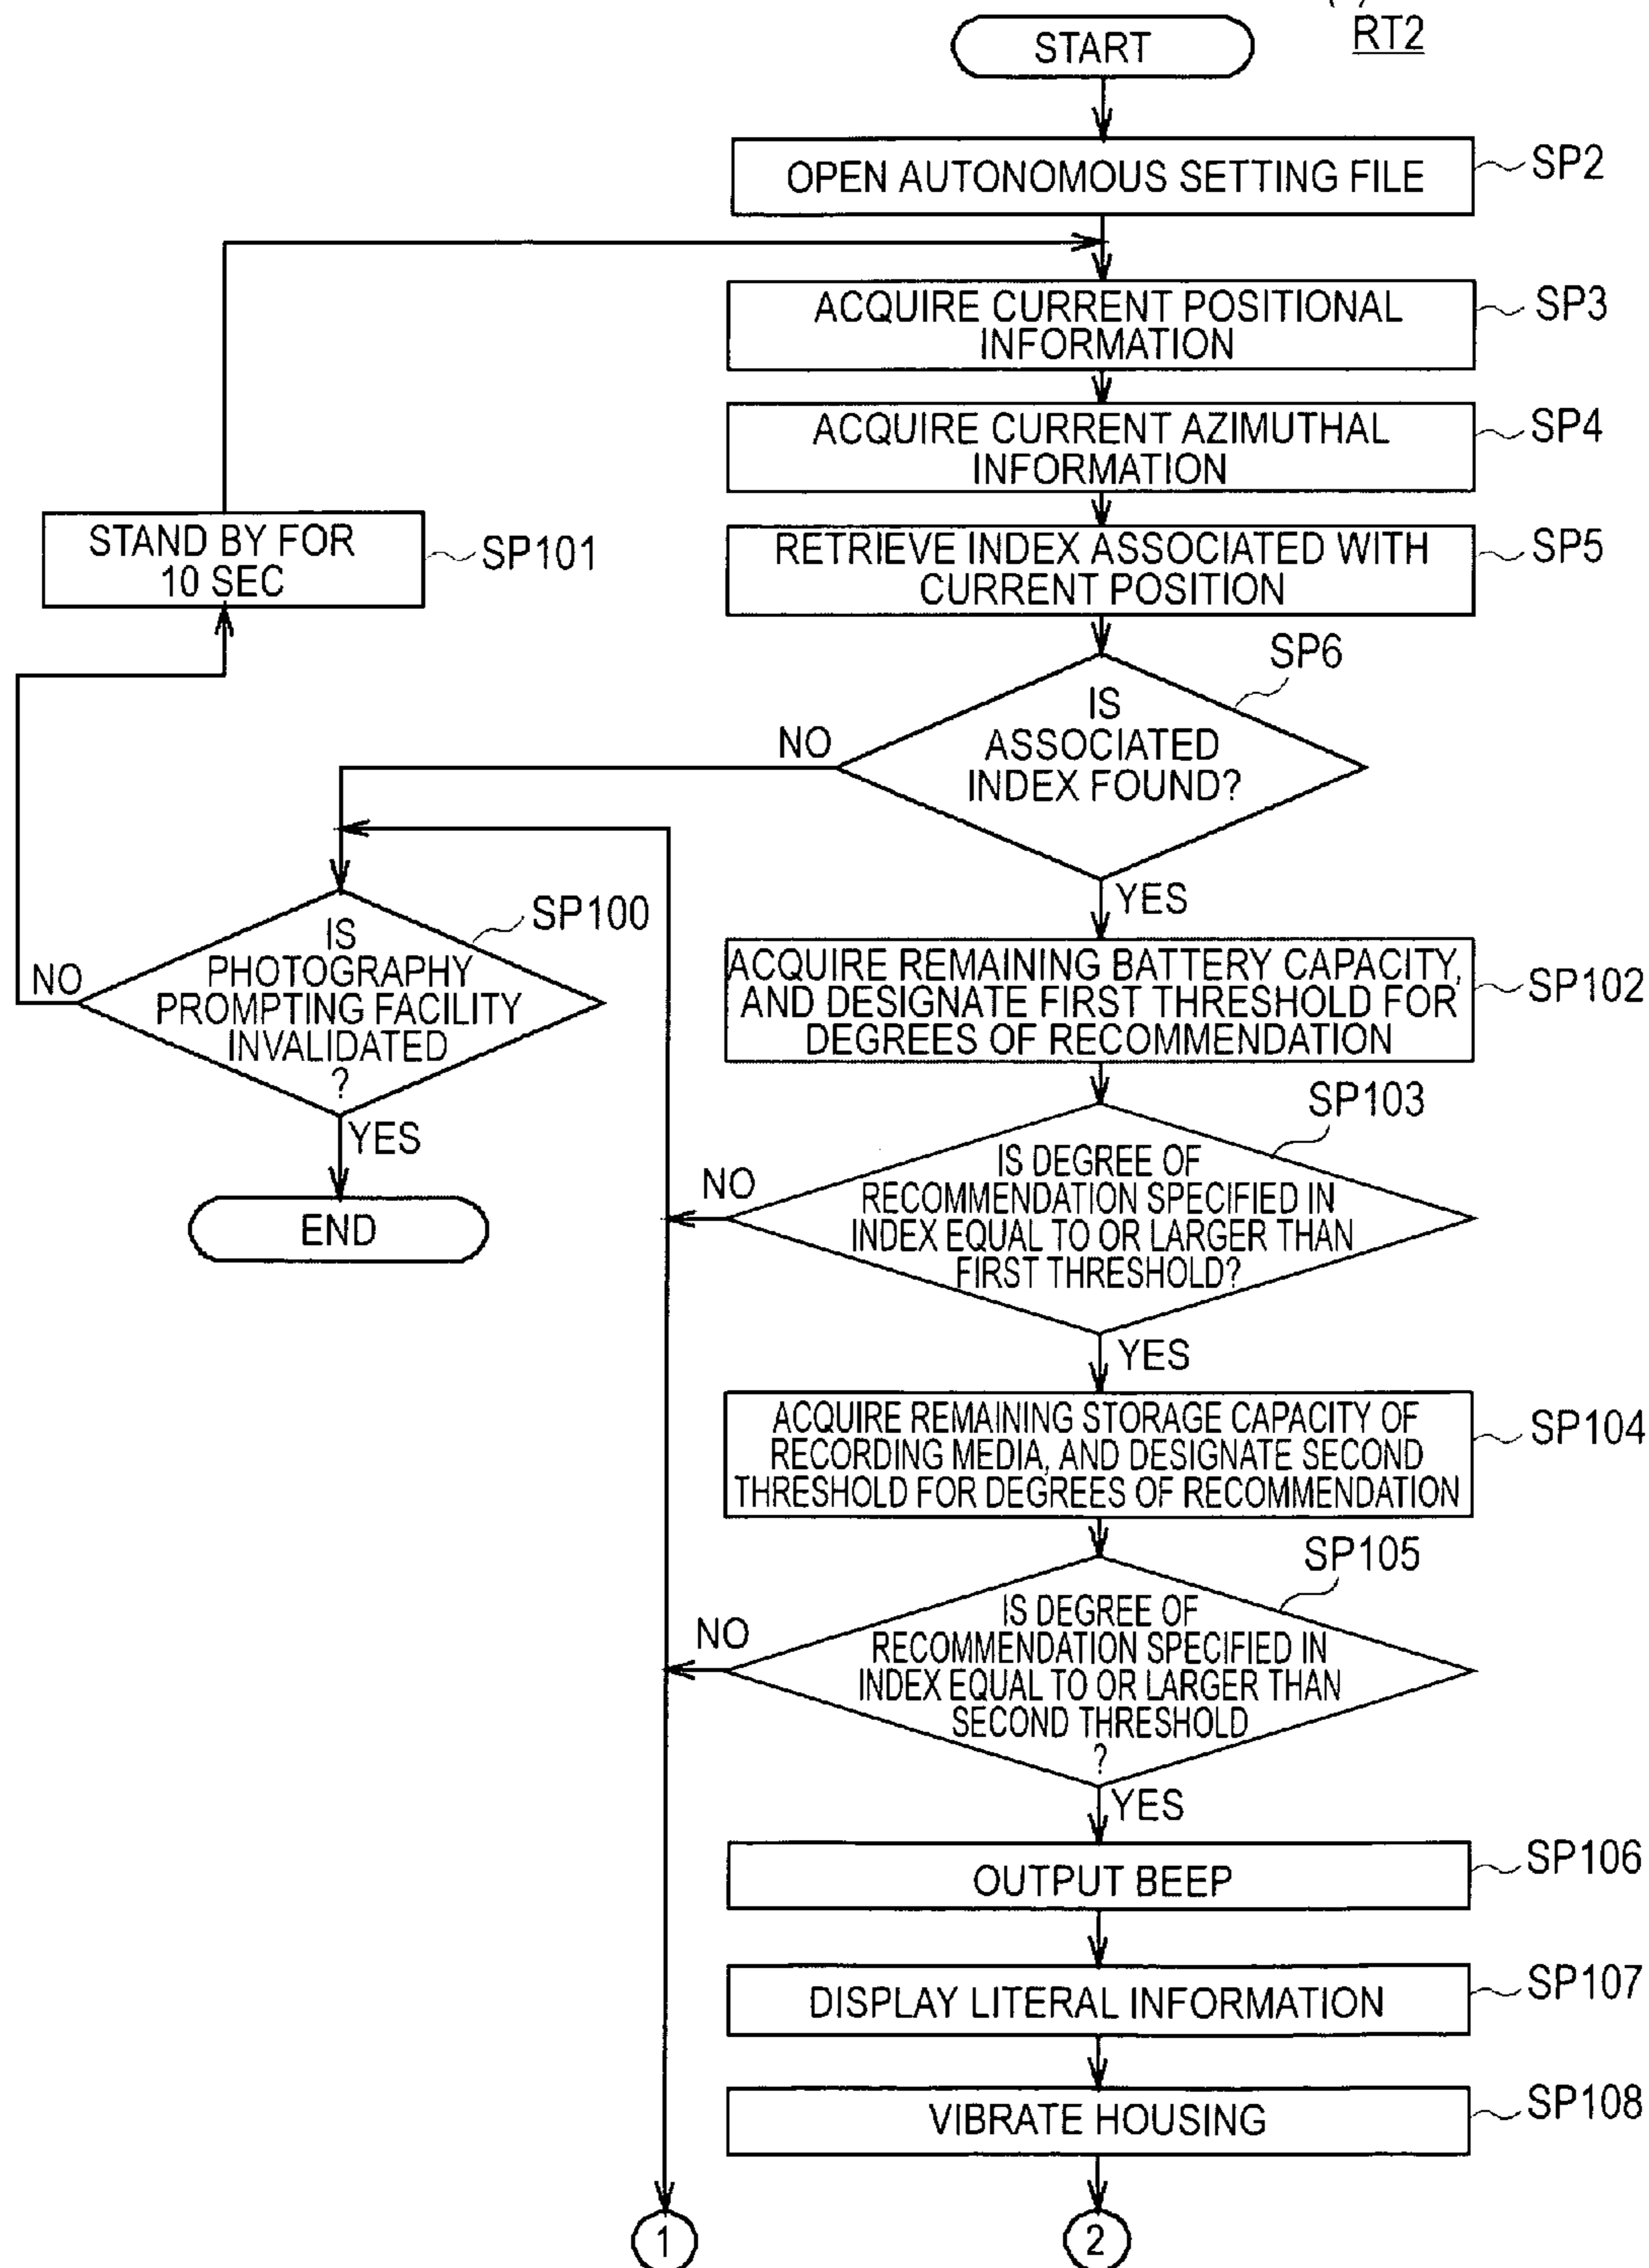 RT2
START
OPEN AUTONOMOUS SETTING FILE
SP2
ACQUIRE CURRENT POSITIONAL
INFORMATION
SP3
ACQUIRE CURRENT AZIMUTHAL
INFORMATION
SP4
STAND BY FOR
10 SEC
SP101
RETRIEVE INDEX ASSOCIATED WITH
CURRENT POSITION
SP5
SP6
IS
ASSOCIATED
INDEX FOUND?
NO
YES
SP100
IS
PHOTOGRAPHY
PROMPTING FACILITY
INVALIDATED
?
NO
YES
END
ACQUIRE REMAINING BATTERY CAPACITY,
AND DESIGNATE FIRST THRESHOLD FOR
DEGREES OF RECOMMENDATION
SP102
SP103
IS DEGREE OF
RECOMMENDATION SPECIFIED IN
INDEX EQUAL TO OR LARGER THAN
FIRST THRESHOLD?
NO
YES
ACQUIRE REMAINING STORAGE CAPACITY OF
RECORDING MEDIA, AND DESIGNATE SECOND
THRESHOLD FOR DEGREES OF RECOMMENDATION
SP104
SP105
IS DEGREE OF
RECOMMENDATION SPECIFIED IN
INDEX EQUAL TO OR LARGER THAN
SECOND THRESHOLD
?
NO
YES
OUTPUT BEEP
SP106
DISPLAY LITERAL INFORMATION
SP107
VIBRATE HOUSING
SP108
1
2